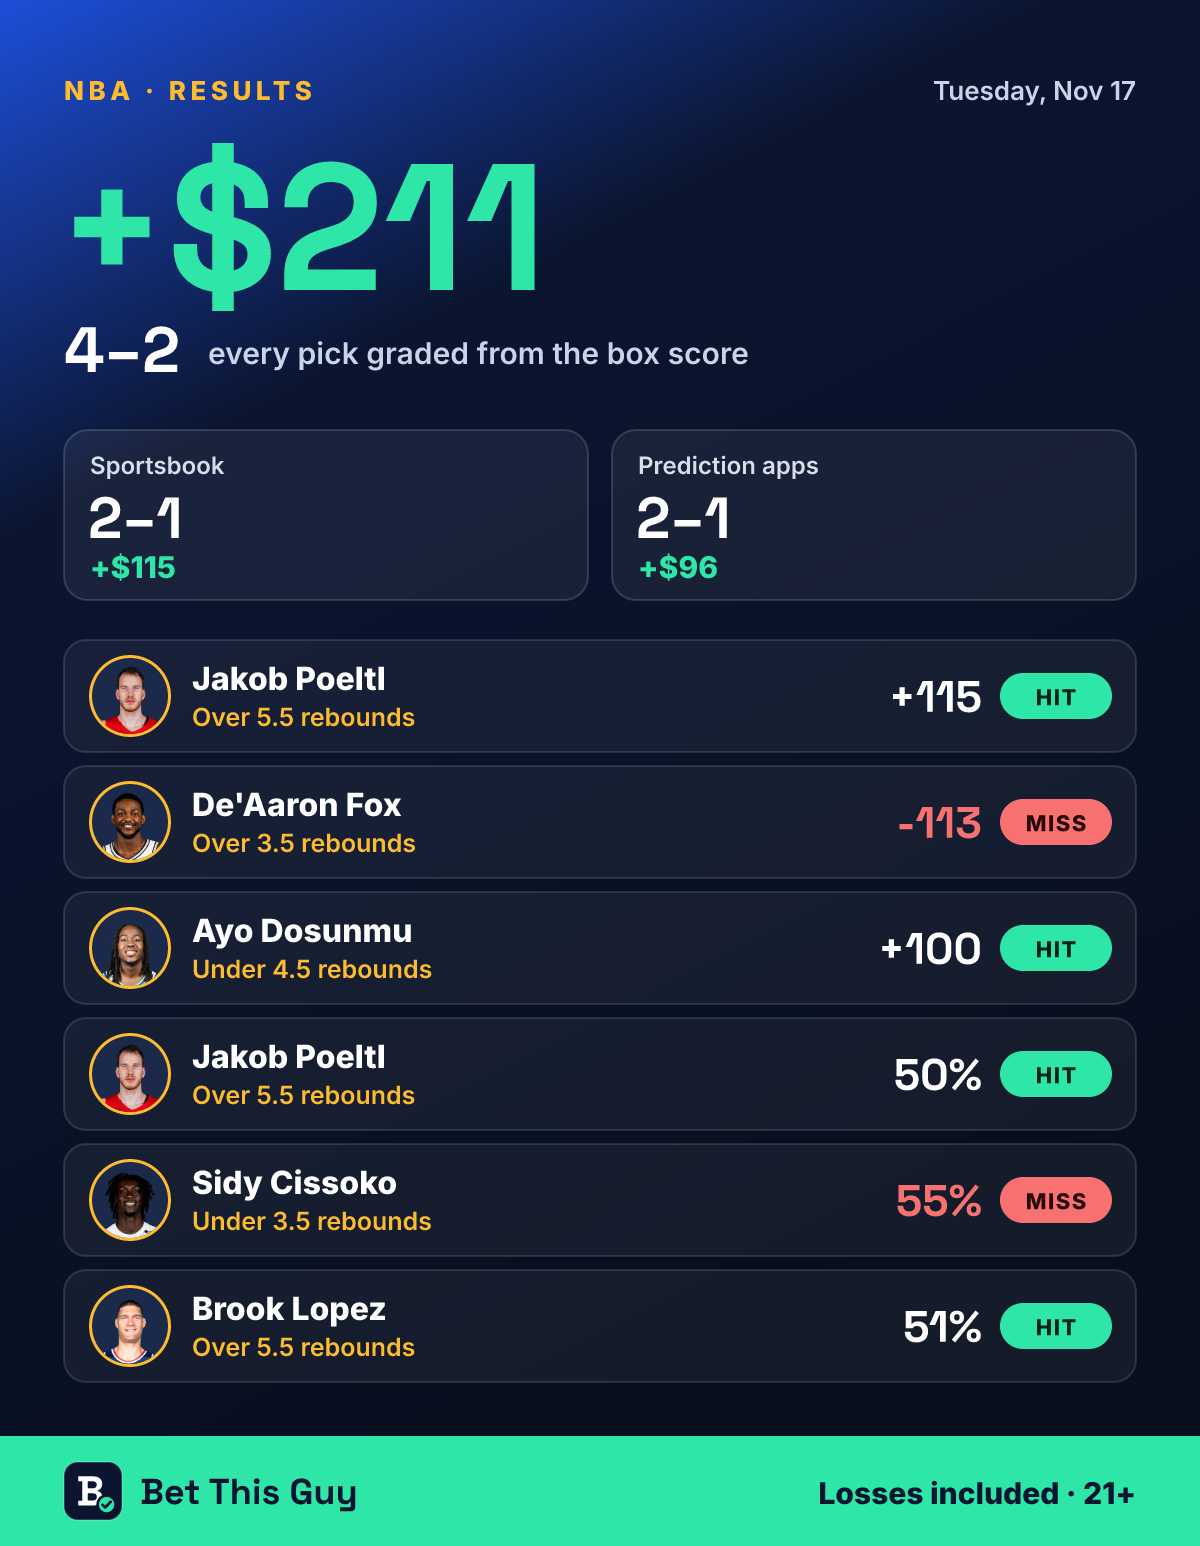 NBA · RESULTS
Tuesday, Nov 17
+$211
4–2 every pick graded from the box score
Sportsbook
2–1
+$115
Prediction apps
2–1
+$96
Jakob Poeltl
Over 5.5 rebounds
+115 HIT
De'Aaron Fox
Over 3.5 rebounds
-113 MISS
Ayo Dosunmu
Under 4.5 rebounds
+100 HIT
Jakob Poeltl
Over 5.5 rebounds
50% HIT
Sidy Cissoko
Under 3.5 rebounds
55% MISS
Brook Lopez
Over 5.5 rebounds
51% HIT
B
Bet This Guy
Losses included · 21+